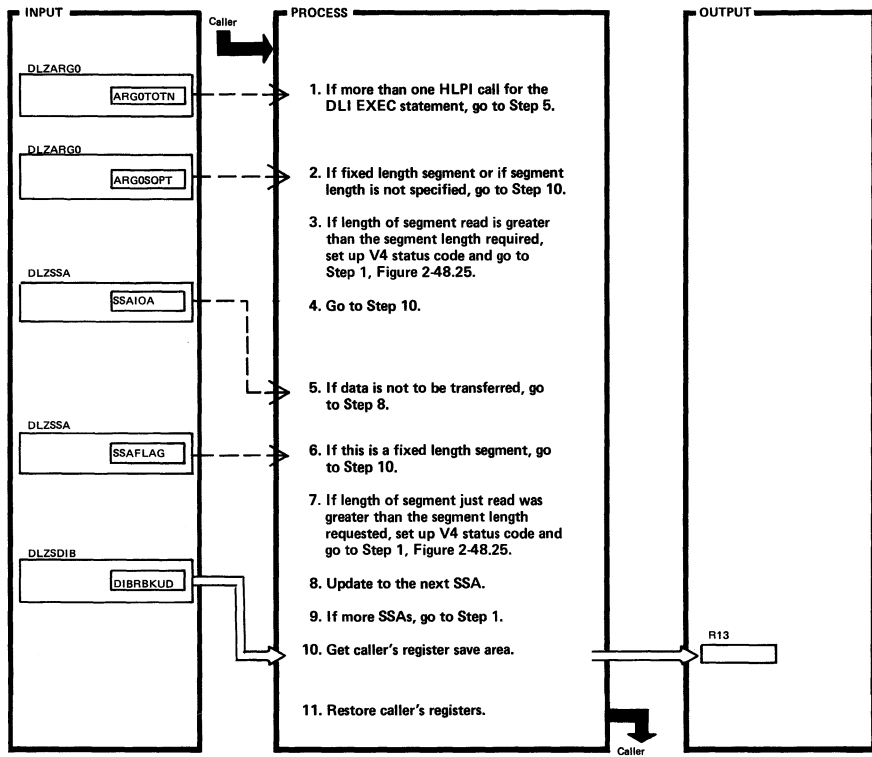 INPUT
DLZARG0
ARG0TOTN
DLZARG0
ARG0SOPT
DLZSSA
SSAIOA
DLZSSA
SSAFLAG
DLZSDIB
DIBRBKUD
Caller
PROCESS
1. If more than one HLPI call for the
DLI EXEC statement, go to Step 5.
2. If fixed length segment or if segment
length is not specified, go to Step 10.
3. If length of segment read is greater
than the segment length required,
set up V4 status code and go to
Step 1, Figure 2-48.25.
4. Go to Step 10.
5. If data is not to be transferred, go
to Step 8.
6. If this is a fixed length segment, go
to Step 10.
7. If length of segment just read was
greater than the segment length
requested, set up V4 status code and
go to Step 1, Figure 2-48.25.
8. Update to the next SSA.
9. If more SSAs, go to Step 1.
10. Get caller's register save area.
11. Restore caller's registers.
Caller
OUTPUT
R13